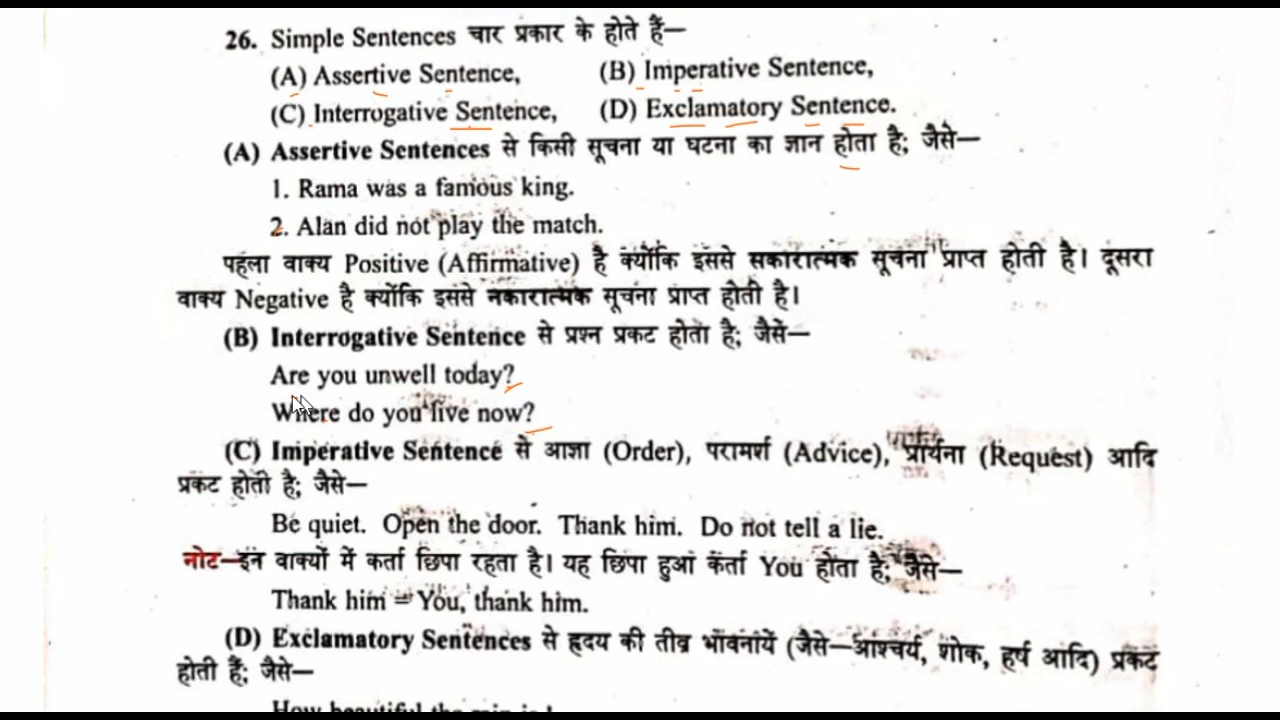 26. Simple Sentences चार प्रकार के होते हैं—
(A) Assertive Sentence, (B) Imperative Sentence,
(C) Interrogative Sentence, (D) Exclamatory Sentence.
(A) Assertive Sentences से किसी सूचना या घटना का ज्ञान होता है; जैसे—
1. Rama was a famous king.
2. Alan did not play the match.
पहला वाक्य Positive (Affirmative) है क्योंकि इससे सकारात्मक सूचना प्राप्त होती है। दूसरा
वाक्य Negative है क्योंकि इससे नकारात्मक सूचना प्राप्त होती है।
(B) Interrogative Sentence से प्रश्न प्रकट होता है; जैसे—
Are you unwell today?
Where do you live now?
(C) Imperative Sentence से आज्ञा (Order), परामर्श (Advice), प्रार्थना (Request) आदि
प्रकट होती है; जैसे—
Be quiet. Open the door. Thank him. Do not tell a lie.
नोट—इन वाक्यों में कर्ता छिपा रहता है। यह छिपा हुआ कर्ता You होता है; जैसे—
Thank him = You, thank him.
(D) Exclamatory Sentences से हृदय की तीव्र भावनायें (जैसे—आश्चर्य, शोक, हर्ष आदि) प्रकट
होती हैं; जैसे—
How beautiful the